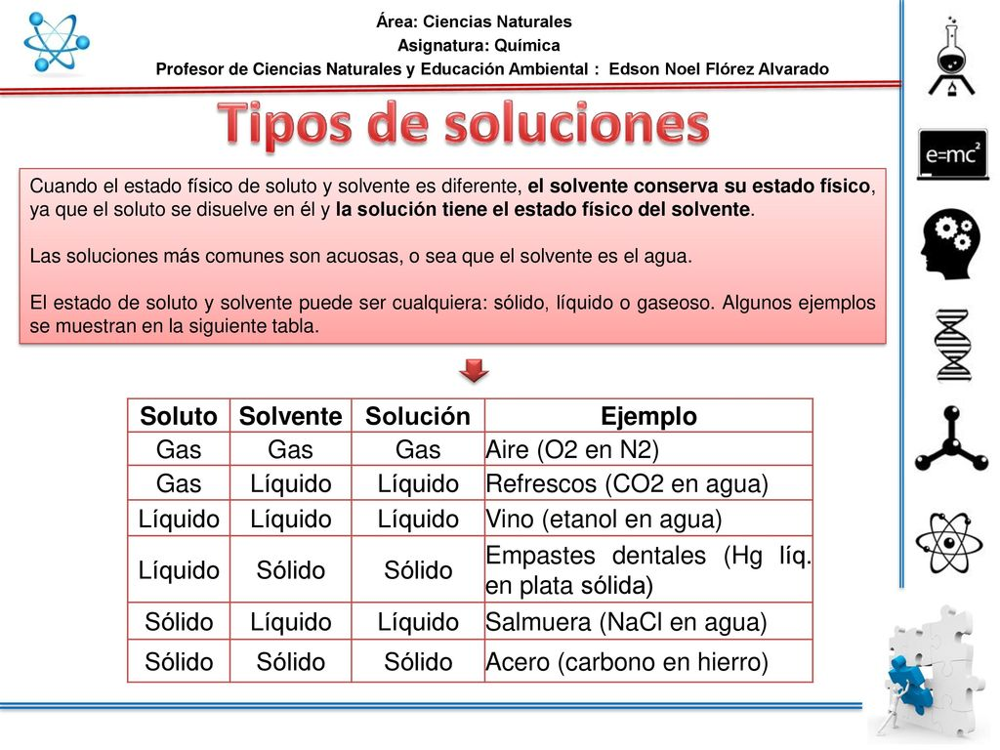 Área: Ciencias Naturales
Asignatura: Química
Profesor de Ciencias Naturales y Educación Ambiental : Edson Noel Flórez Alvarado
Tipos de soluciones
Cuando el estado físico de soluto y solvente es diferente, el solvente conserva su estado físico,
ya que el soluto se disuelve en él y la solución tiene el estado físico del solvente.
Las soluciones más comunes son acuosas, o sea que el solvente es el agua.
El estado de soluto y solvente puede ser cualquiera: sólido, líquido o gaseoso. Algunos ejemplos
se muestran en la siguiente tabla.
Soluto Solvente Solución Ejemplo
Gas Gas Gas Aire (O2 en N2)
Gas Líquido Líquido Refrescos (CO2 en agua)
Líquido Líquido Líquido Vino (etanol en agua)
Líquido Sólido Sólido Empastes dentales (Hg líq.
en plata sólida)
Sólido Líquido Líquido Salmuera (NaCl en agua)
Sólido Sólido Sólido Acero (carbono en hierro)
e=mc²